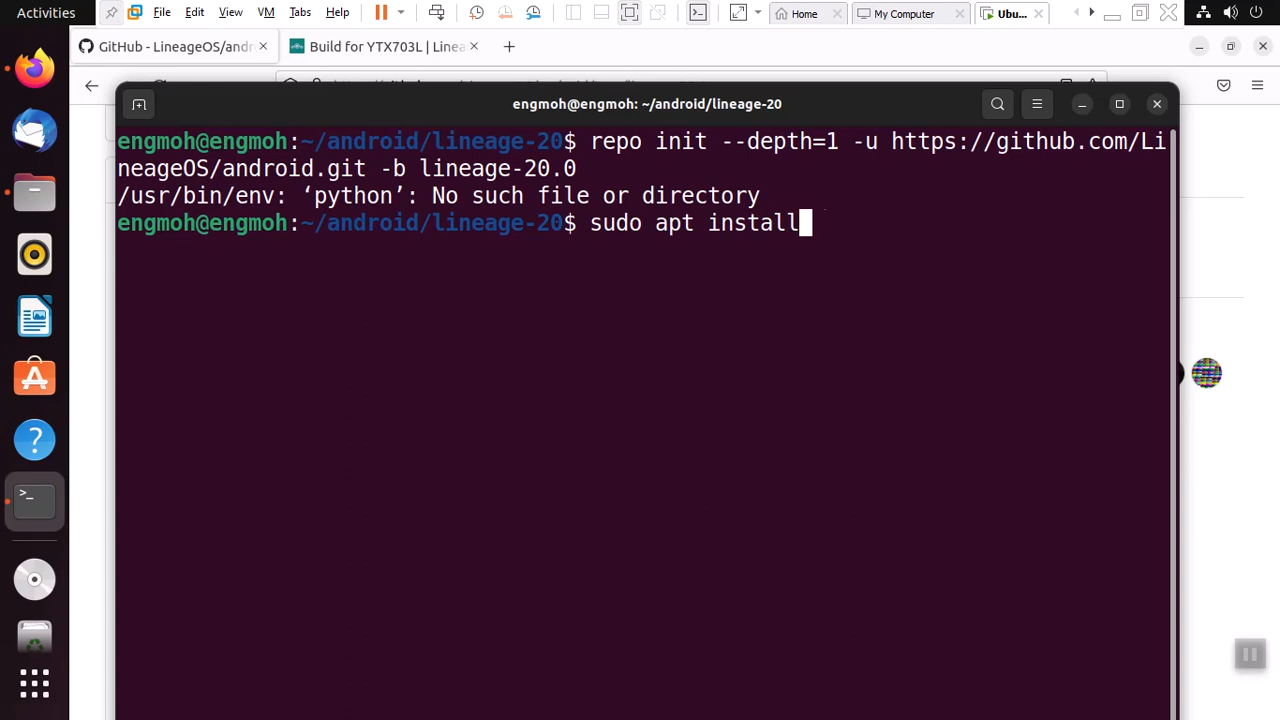 Activities File Edit View VM Tabs Help Home My Computer Ubu...
GitHub - LineageOS/andr Build for YTX703L | Linea
engmoh@engmoh: ~/android/lineage-20
engmoh@engmoh:~/android/lineage-20$ repo init --depth=1 -u https://github.com/Li
neageOS/android.git -b lineage-20.0
/usr/bin/env: ‘python’: No such file or directory
engmoh@engmoh:~/android/lineage-20$ sudo apt install